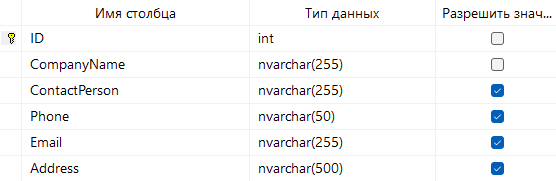 Имя столбца Тип данных Разрешить знач...
ID int
CompanyName nvarchar(255)
ContactPerson nvarchar(255)
Phone nvarchar(50)
Email nvarchar(255)
Address nvarchar(500)